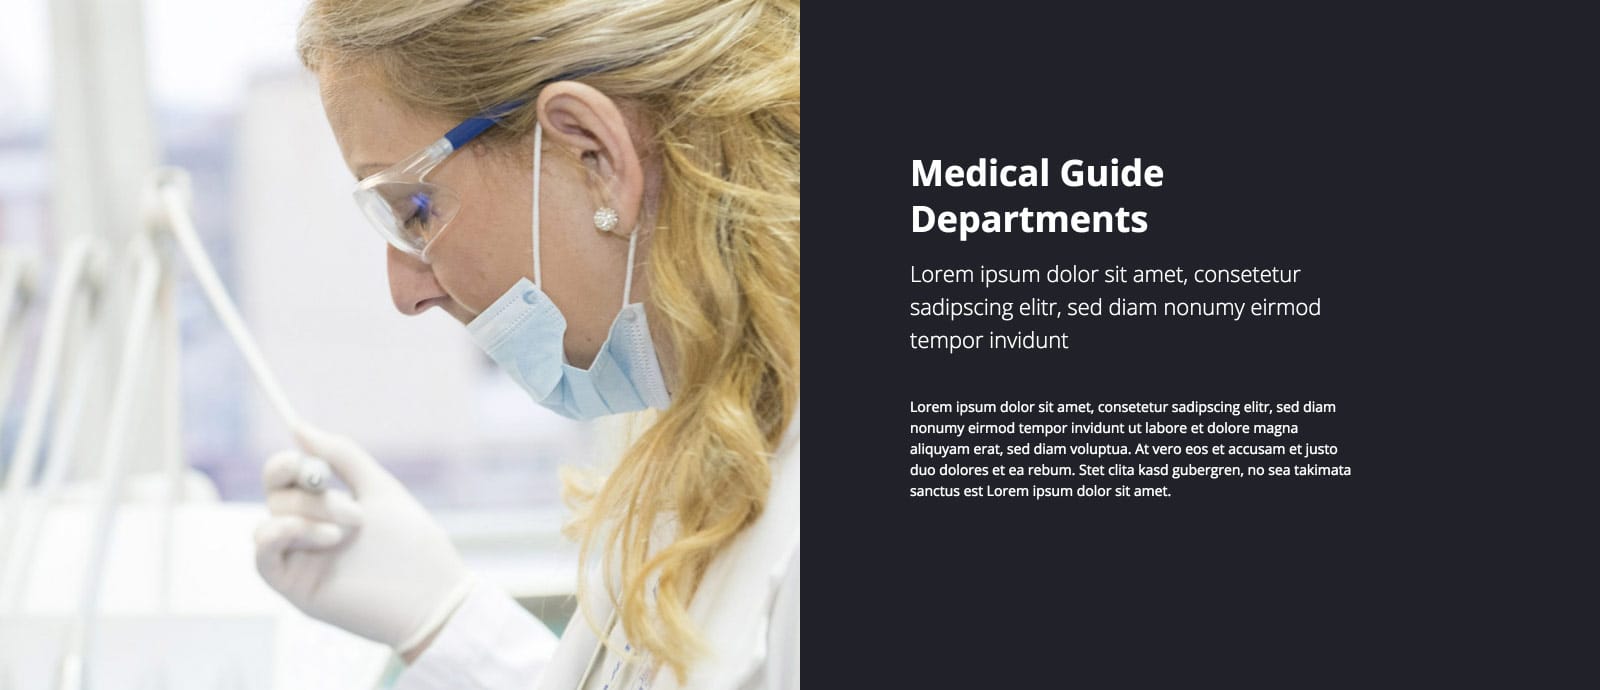 Medical Guide
Departments
Lorem ipsum dolor sit amet, consetetur
sadipscing elitr, sed diam nonumy eirmod
tempor invidunt
Lorem ipsum dolor sit amet, consetetur sadipscing elitr, sed diam
nonumy eirmod tempor invidunt ut labore et dolore magna
aliquyam erat, sed diam voluptua. At vero eos et accusam et justo
duo dolores et ea rebum. Stet clita kasd gubergren, no sea takimata
sanctus est Lorem ipsum dolor sit amet.